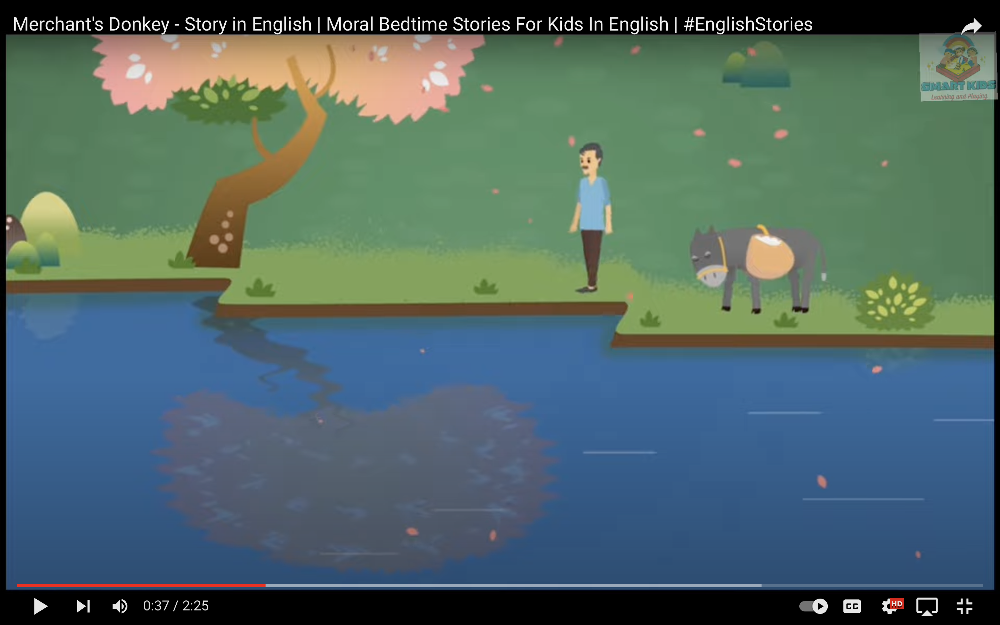 Merchant's Donkey - Story in English | Moral Bedtime Stories For Kids In English | #EnglishStories
SMART KIDS
Learning and Playing
0:37 / 2:25
CC
HD